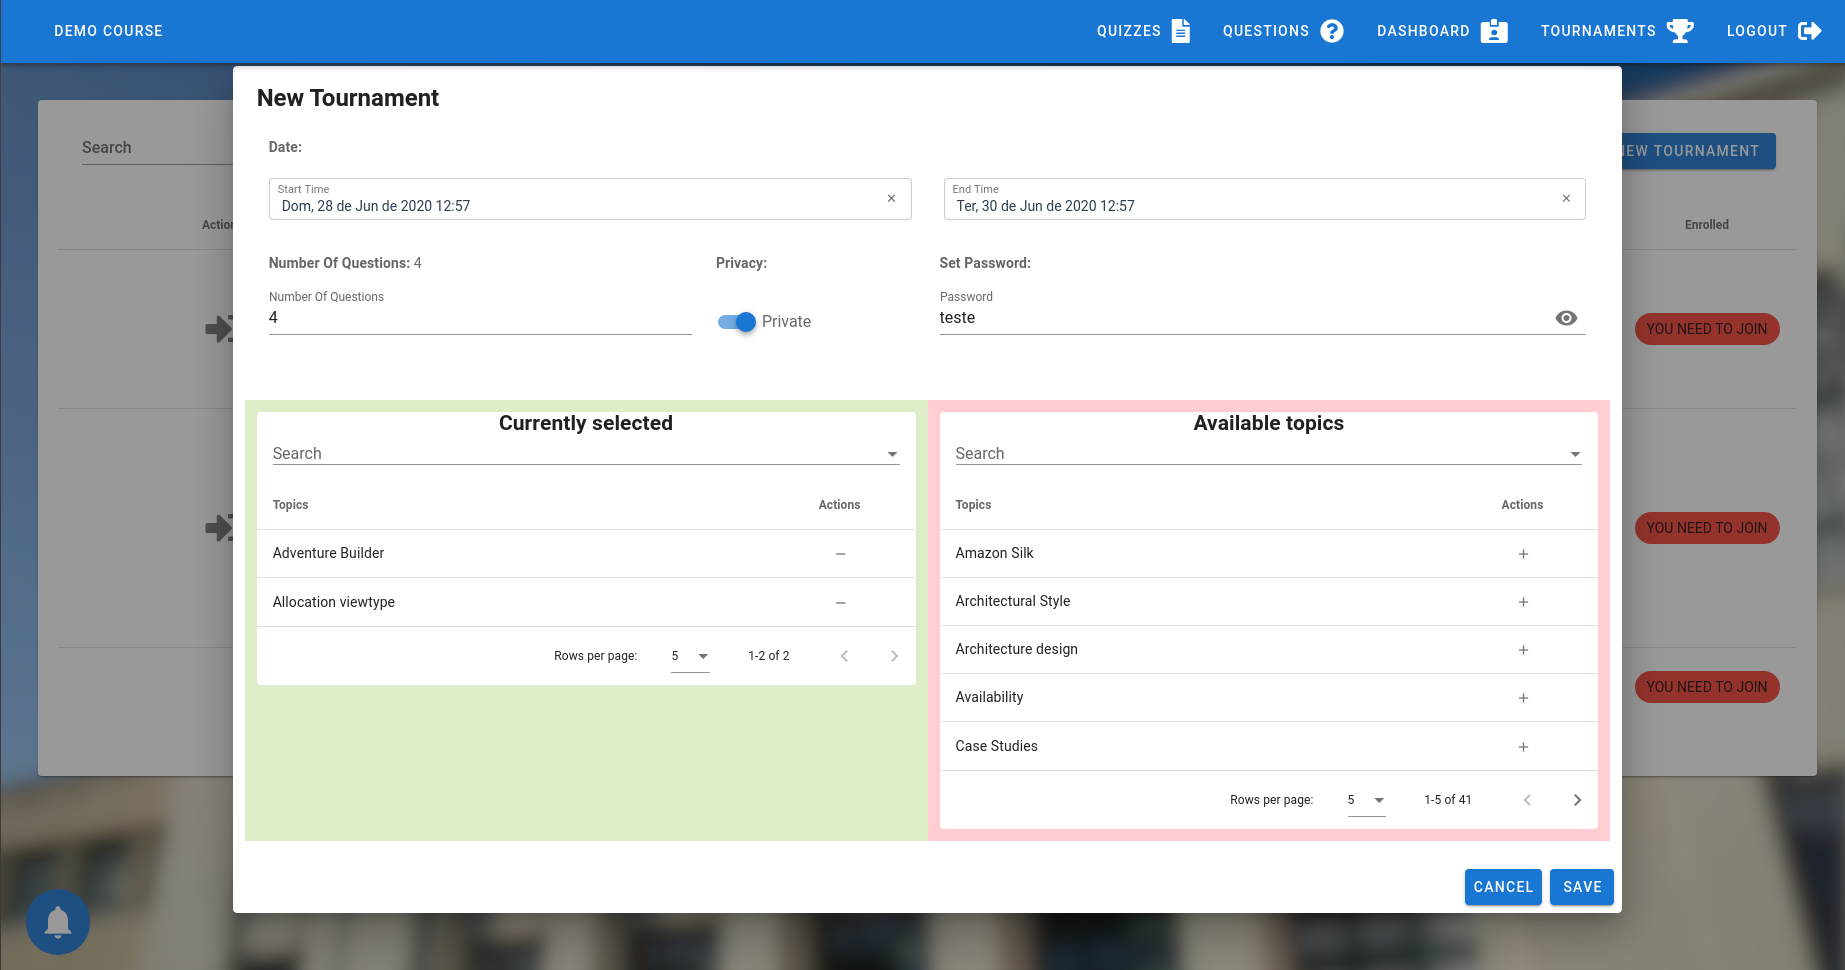 DEMO COURSE
QUIZZES QUESTIONS DASHBOARD TOURNAMENTS LOGOUT
New Tournament
Date:
Search
NEW TOURNAMENT
Start Time
Dom, 28 de Jun de 2020 12:57 ×
End Time
Ter, 30 de Jun de 2020 12:57 ×
Enrolled
Number Of Questions: 4
Privacy:
Set Password:
Number Of Questions
4
Private
Password
teste
YOU NEED TO JOIN
Currently selected
Search
Topics Actions
Adventure Builder −
Allocation viewtype −
Rows per page: 5 1-2 of 2
Available topics
Search
Topics Actions
Amazon Silk +
Architectural Style +
Architecture design +
Availability +
Case Studies +
Rows per page: 5 1-5 of 41
YOU NEED TO JOIN
YOU NEED TO JOIN
CANCEL SAVE